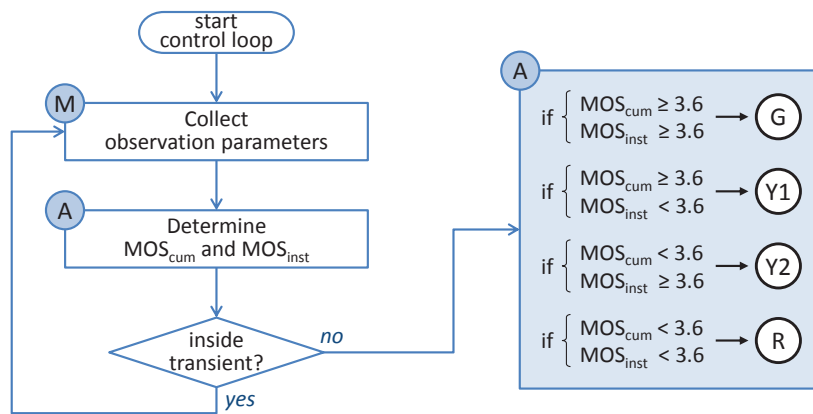 start
control loop
M
Collect
observation parameters
A
Determine
MOScum and MOSinst
inside
transient?
no
yes
A
if { MOScum ≥ 3.6
MOSinst ≥ 3.6
G
if { MOScum ≥ 3.6
MOSinst < 3.6
Y1
if { MOScum < 3.6
MOSinst ≥ 3.6
Y2
if { MOScum < 3.6
MOSinst < 3.6
R